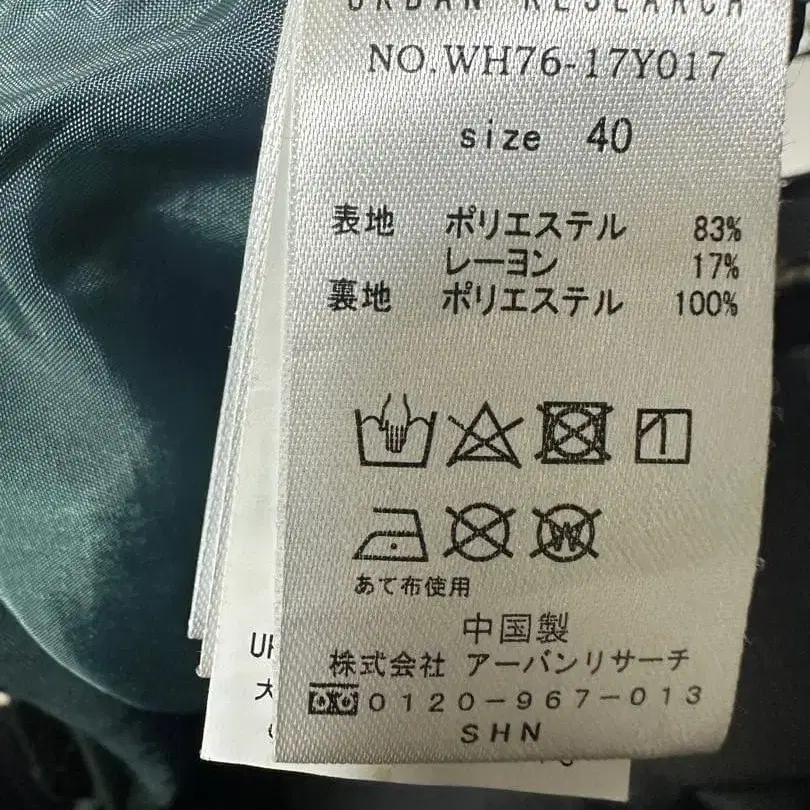 URBAN RESEARCH
NO.WH76-17Y017
size 40
表地 ポリエステル 83%
レーヨン 17%
裏地 ポリエステル 100%
あて布使用
中国製
株式会社 アーバンリサーチ
0120-967-013
SHN